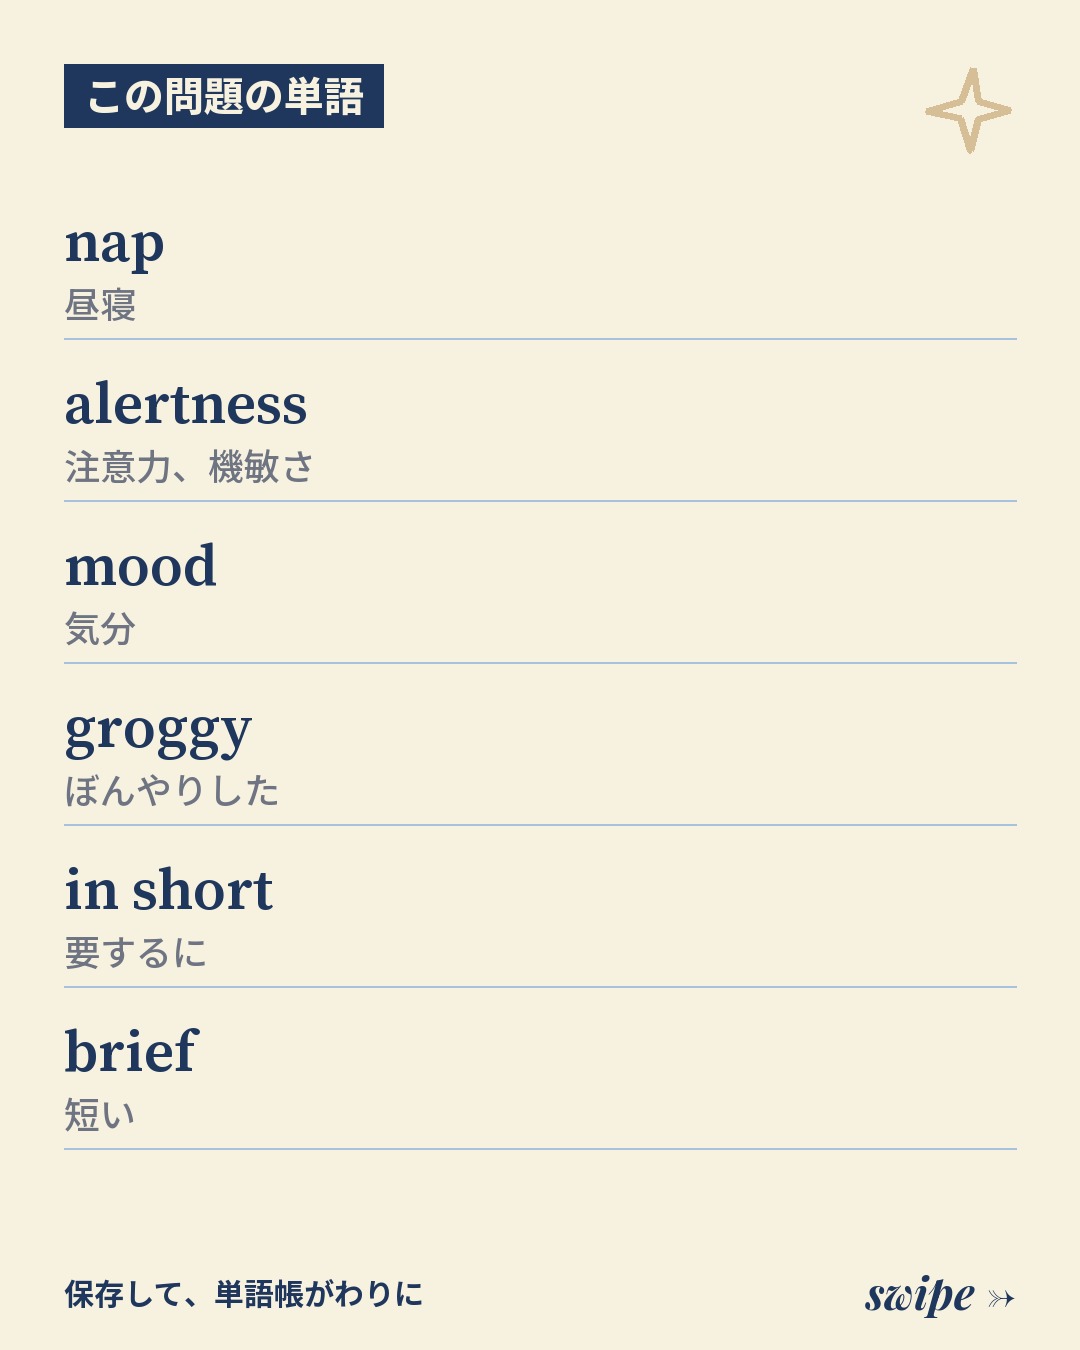 この問題の単語
nap
昼寝
alertness
注意力、機敏さ
mood
気分
groggy
ぼんやりした
in short
要するに
brief
短い
保存して、単語帳がわりに
swipe